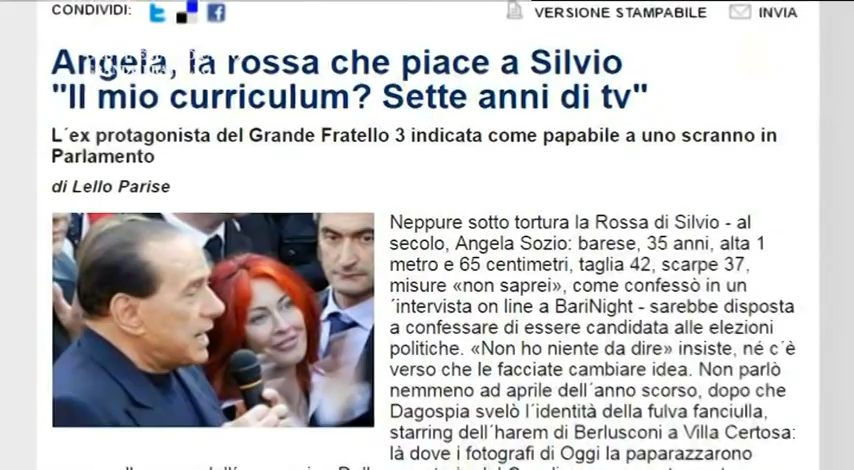 CONDIVIDI:
VERSIONE STAMPABILE
INVIA
Angela, la rossa che piace a Silvio
"Il mio curriculum? Sette anni di tv"
L´ex protagonista del Grande Fratello 3 indicata come papabile a uno scranno in
Parlamento
di Lello Parise
Neppure sotto tortura la Rossa di Silvio - al
secolo, Angela Sozio: barese, 35 anni, alta 1
metro e 65 centimetri, taglia 42, scarpe 37,
misure «non saprei», come confessò in un
´intervista on line a BariNight - sarebbe disposta
a confessare di essere candidata alle elezioni
politiche. «Non ho niente da dire» insiste, né c´è
verso che le facciate cambiare idea. Non parlò
nemmeno ad aprile dell´anno scorso, dopo che
Dagospia svelò l´identità della fulva fanciulla,
starring dell´harem di Berlusconi a Villa Certosa:
là dove i fotografi di Oggi la paparazzarono